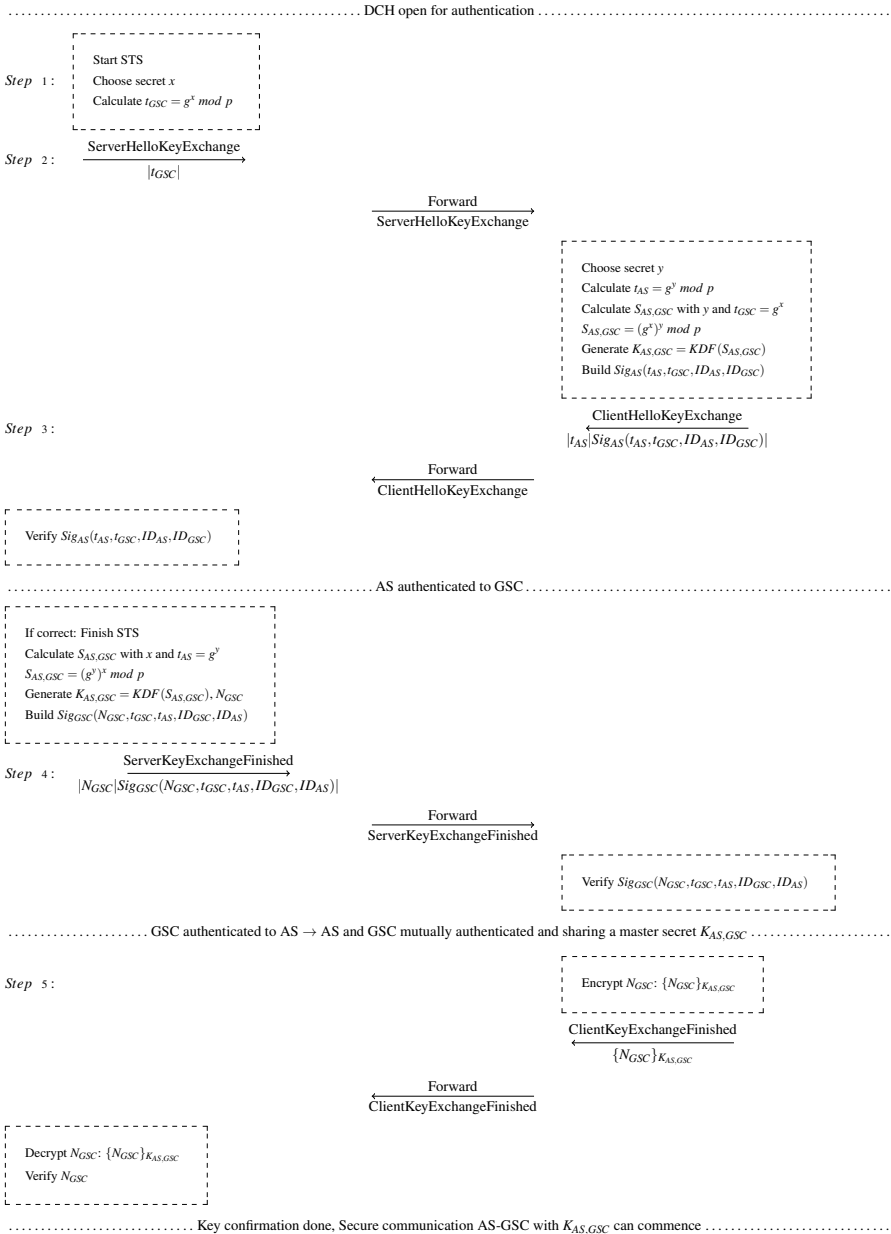 DCH open for authentication
Start STS
Choose secret x
Step 1 :
Calculate t_GSC = g^x mod p
Step 2 :
ServerHelloKeyExchange
|t_GSC|
Forward
ServerHelloKeyExchange
Choose secret y
Calculate t_AS = g^y mod p
Calculate S_AS,GSC with y and t_GSC = g^x
S_AS,GSC = (g^x)^y mod p
Generate K_AS,GSC = KDF(S_AS,GSC)
Build Sig_AS(t_AS, t_GSC, ID_AS, ID_GSC)
Step 3 :
ClientHelloKeyExchange
|t_AS|Sig_AS(t_AS, t_GSC, ID_AS, ID_GSC)|
Forward
ClientHelloKeyExchange
Verify Sig_AS(t_AS, t_GSC, ID_AS, ID_GSC)
AS authenticated to GSC
If correct: Finish STS
Calculate S_AS,GSC with x and t_AS = g^y
S_AS,GSC = (g^y)^x mod p
Generate K_AS,GSC = KDF(S_AS,GSC), N_GSC
Build Sig_GSC(N_GSC, t_GSC, t_AS, ID_GSC, ID_AS)
Step 4 :
ServerKeyExchangeFinished
|N_GSC|Sig_GSC(N_GSC, t_GSC, t_AS, ID_GSC, ID_AS)|
Forward
ServerKeyExchangeFinished
Verify Sig_GSC(N_GSC, t_GSC, t_AS, ID_GSC, ID_AS)
GSC authenticated to AS → AS and GSC mutually authenticated and sharing a master secret K_AS,GSC
Step 5 :
Encrypt N_GSC: {N_GSC}_K_AS,GSC
ClientKeyExchangeFinished
{N_GSC}_K_AS,GSC
Forward
ClientKeyExchangeFinished
Decrypt N_GSC: {N_GSC}_K_AS,GSC
Verify N_GSC
Key confirmation done, Secure communication AS-GSC with K_AS,GSC can commence